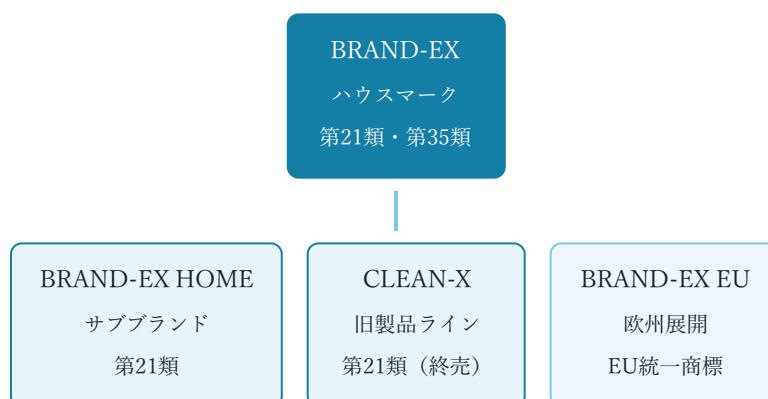 BRAND-EX
ハウスマーク
第21類・第35類
BRAND-EX HOME
サブブランド
第21類
CLEAN-X
旧製品ライン
第21類（終売）
BRAND-EX EU
欧州展開
EU統一商標